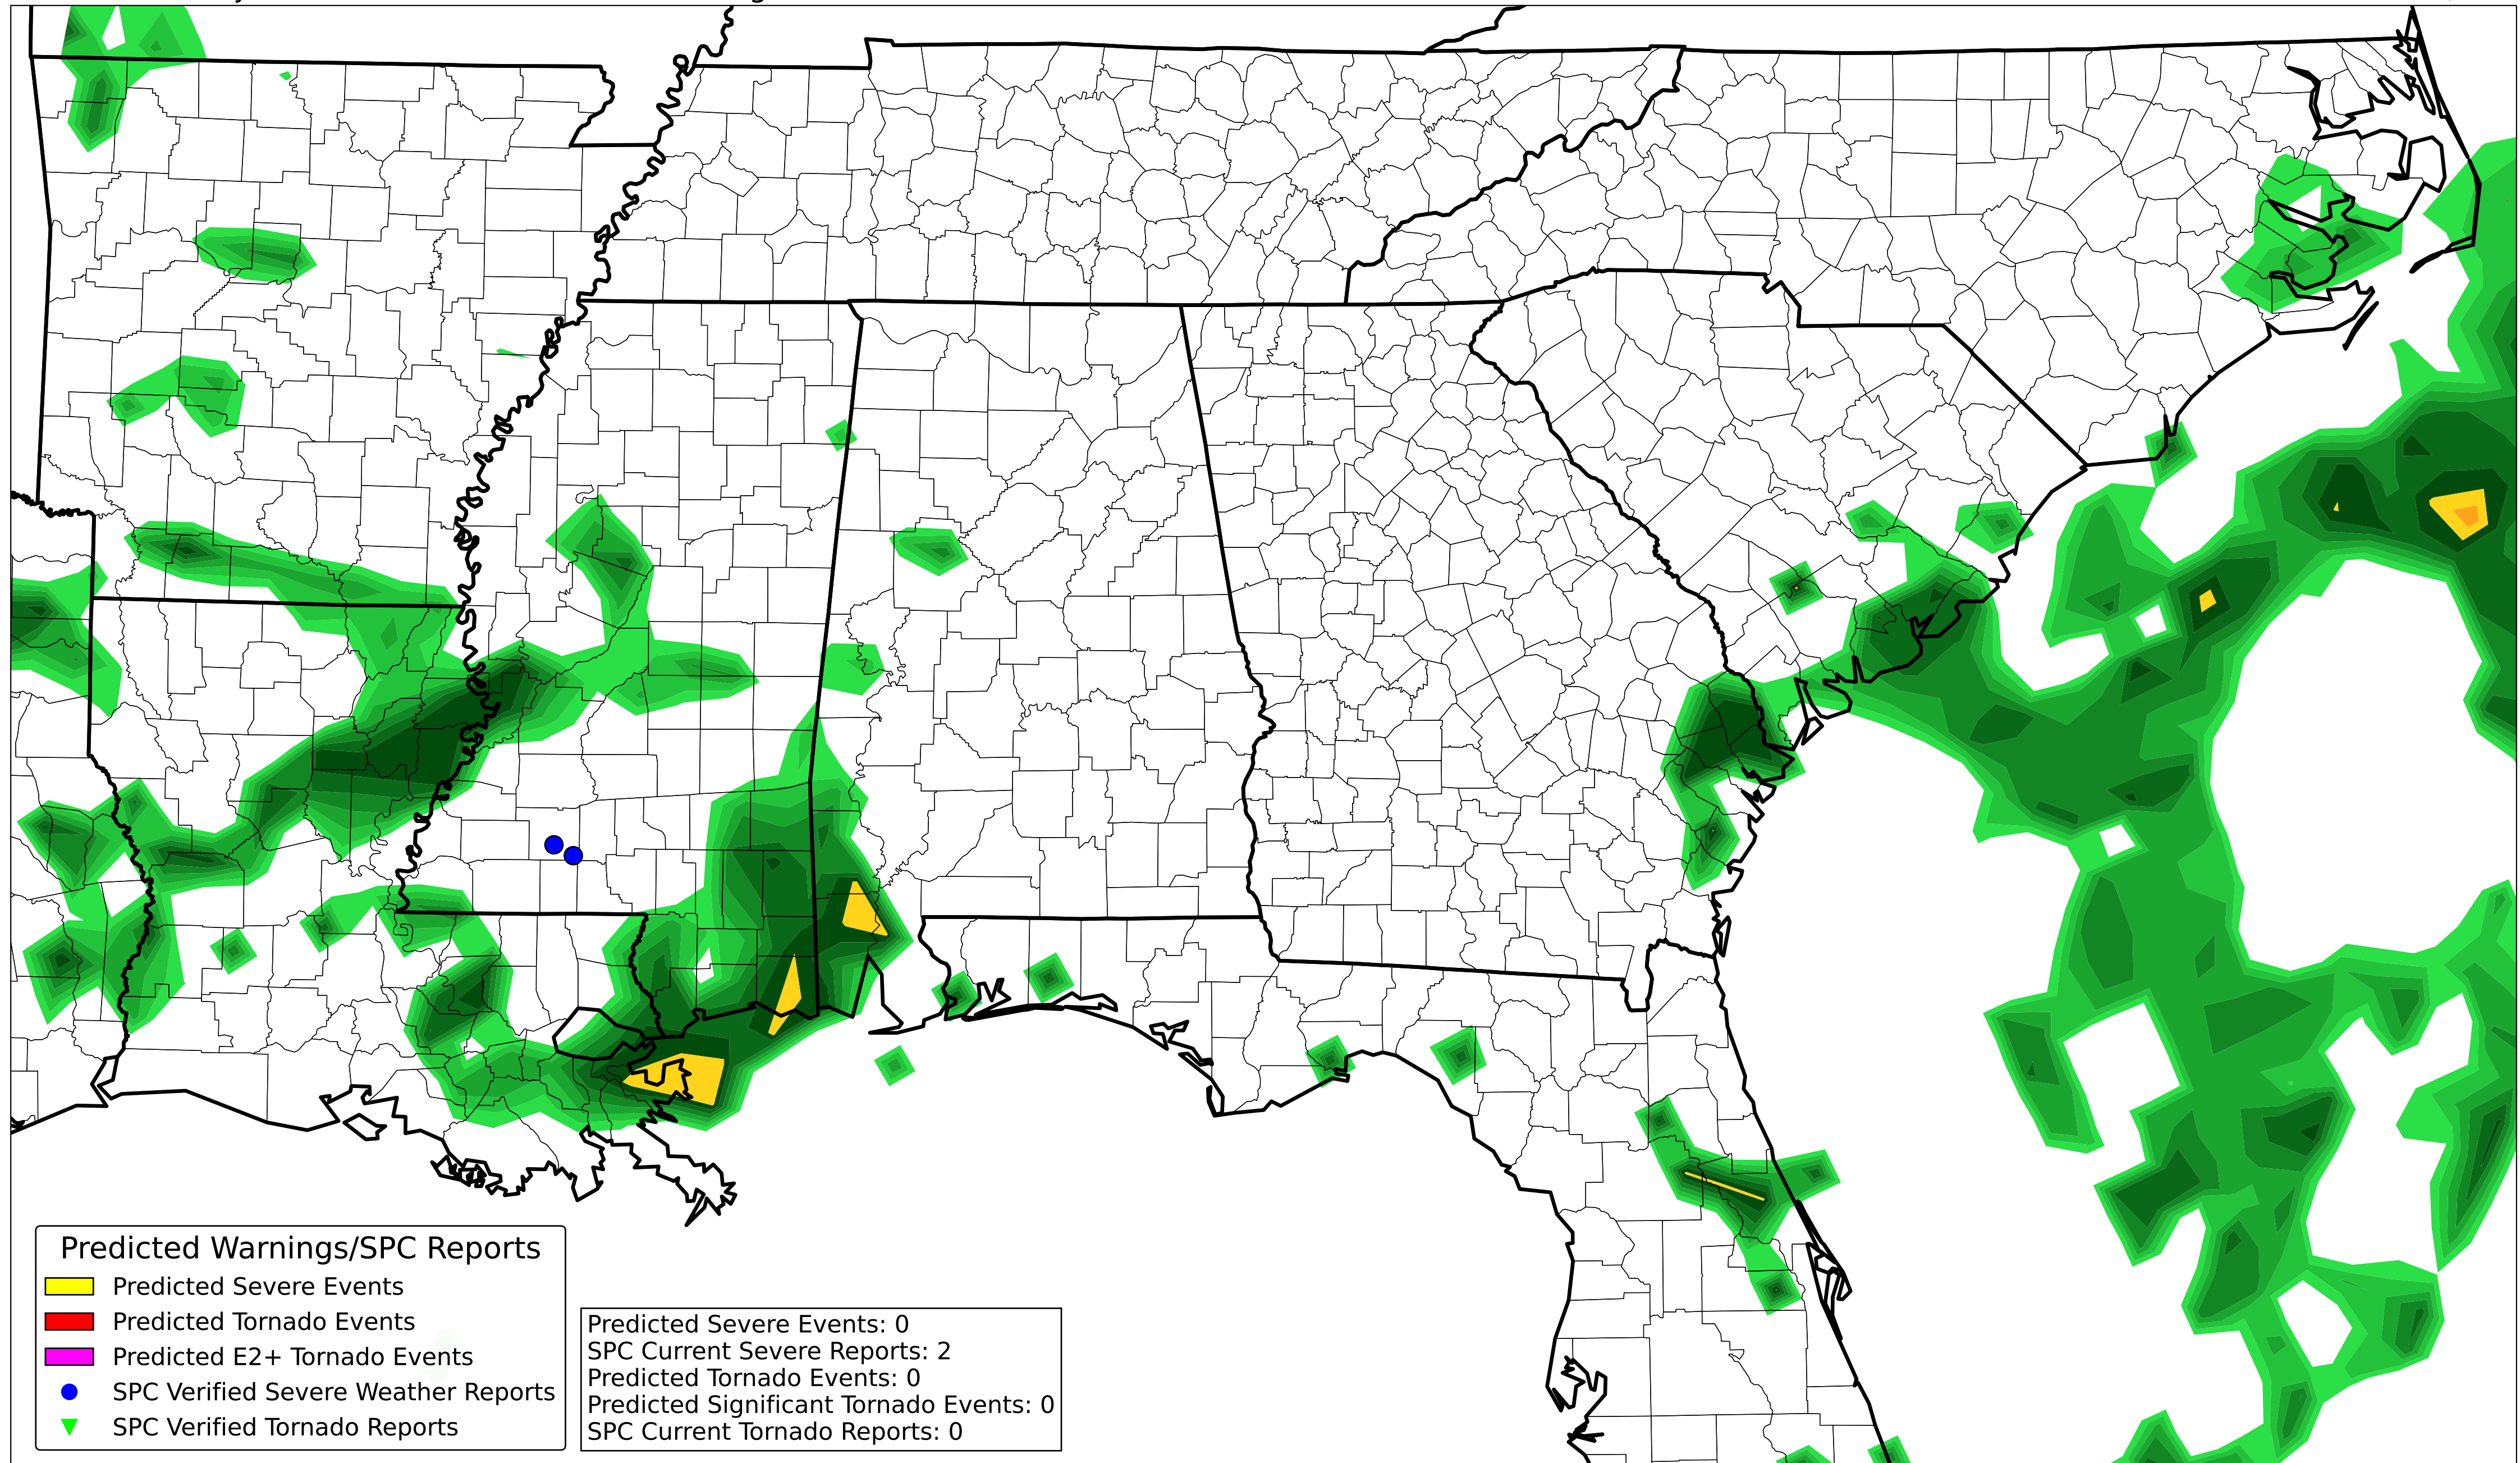 Predicted Warnings/SPC Reports
Predicted Severe Events
Predicted Tornado Events
Predicted E2+ Tornado Events
SPC Verified Severe Weather Reports
SPC Verified Tornado Reports
Predicted Severe Events: 0
SPC Current Severe Reports: 2
Predicted Tornado Events: 0
Predicted Significant Tornado Events: 0
SPC Current Tornado Reports: 0